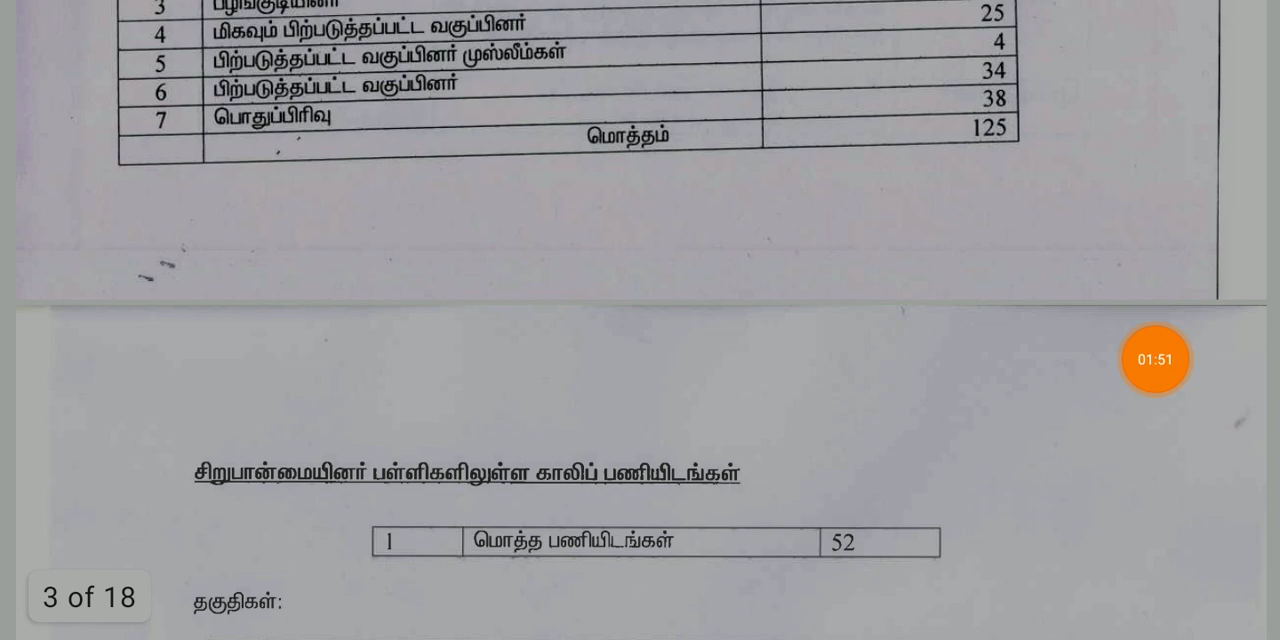 3
4 மிகவும் பிற்படுத்தப்பட்ட வகுப்பினர் 25
5 பிற்படுத்தப்பட்ட வகுப்பினர் முஸ்லீம்கள் 4
6 பிற்படுத்தப்பட்ட வகுப்பினர் 34
7 பொதுப்பிரிவு 38
மொத்தம் 125
01:51
சிறுபான்மையினர் பள்ளிகளிலுள்ள காலிப் பணியிடங்கள்
1 மொத்த பணியிடங்கள் 52
3 of 18
தகுதிகள்: